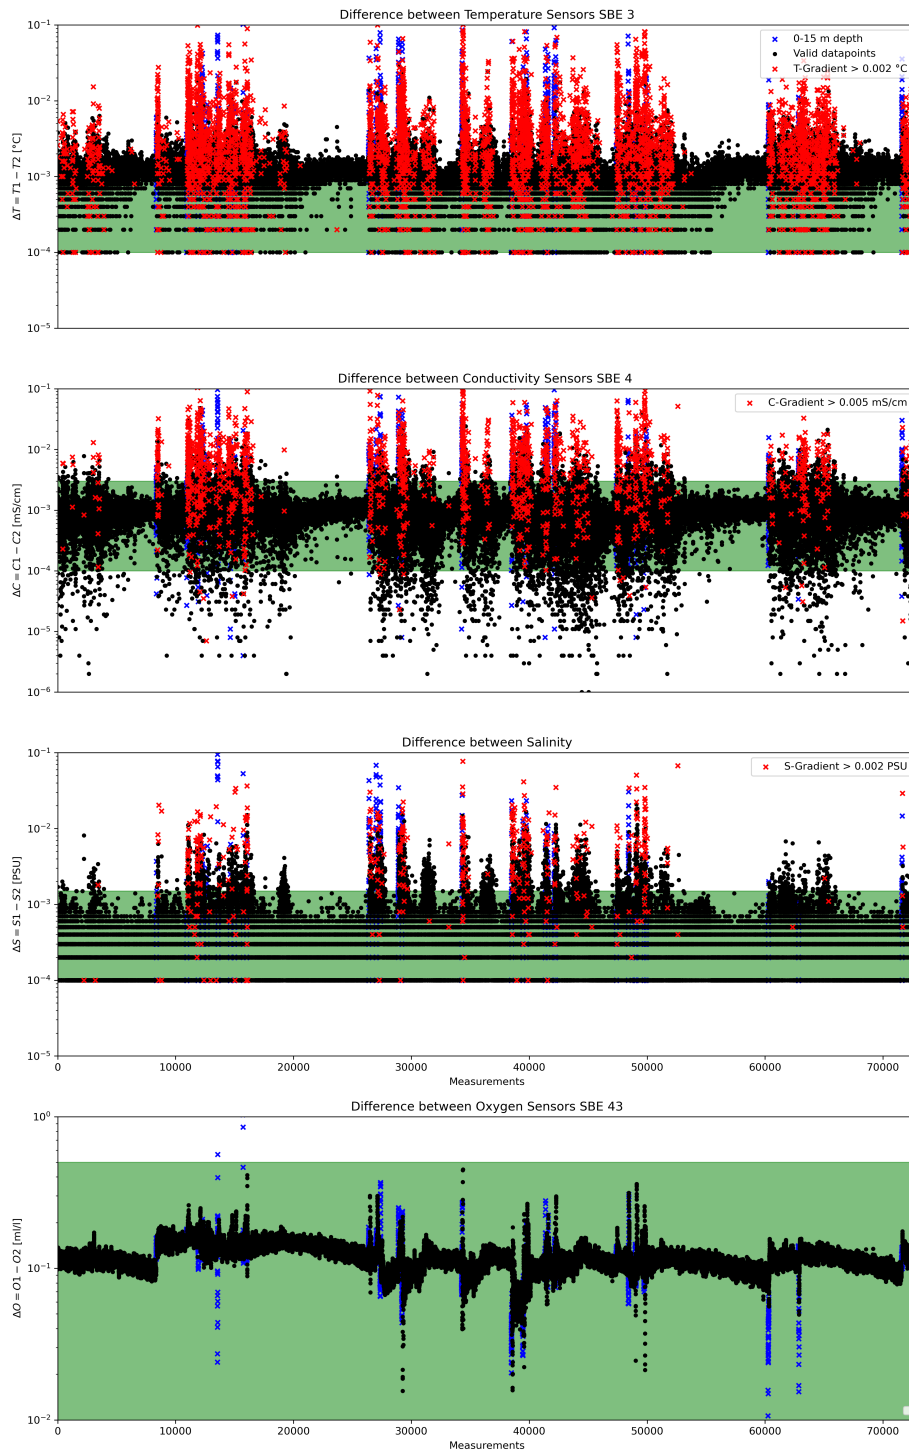 Difference between Temperature Sensors SBE 3
10⁻¹
10⁻²
10⁻³
10⁻⁴
10⁻⁵
ΔT = T1 − T2 [°C]
0-15 m depth
Valid datapoints
T-Gradient > 0.002 °C
Difference between Conductivity Sensors SBE 4
10⁻¹
10⁻²
10⁻³
10⁻⁴
10⁻⁵
10⁻⁶
ΔC = C1 − C2 [mS/cm]
C-Gradient > 0.005 mS/cm
Difference between Salinity
10⁻¹
10⁻²
10⁻³
10⁻⁴
10⁻⁵
ΔS = S1 − S2 [PSU]
S-Gradient > 0.002 PSU
0 10000 20000 30000 40000 50000 60000 70000
Measurements
Difference between Oxygen Sensors SBE 43
10⁰
10⁻¹
10⁻²
ΔO = O1 − O2 [ml/l]
0 10000 20000 30000 40000 50000 60000 70000
Measurements